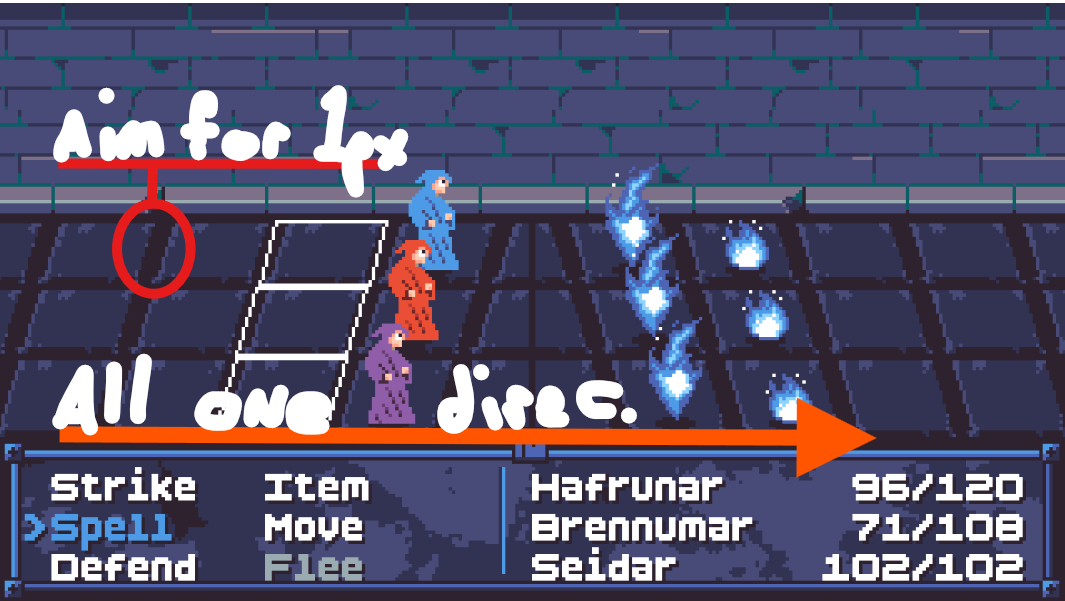 Aim for 1px
All one direc.
Strike Item
>Spell Move
Defend Flee
Hafrunar 96/120
Brennumar 71/108
Seidar 102/102